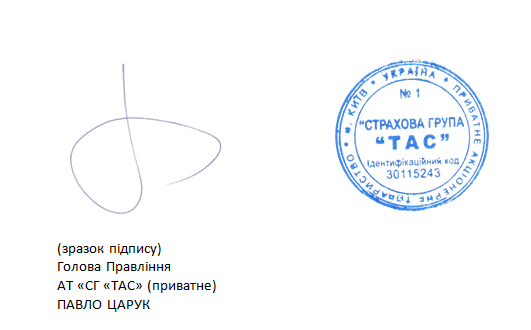 м. КИЇВ * УКРАЇНА * ПРИВАТНЕ АКЦІОНЕРНЕ ТОВАРИСТВО *
№ 1
"СТРАХОВА ГРУПА
"ТАС"
Ідентифікаційний код
30115243
(зразок підпису)
Голова Правління
АТ «СГ «ТАС» (приватне)
ПАВЛО ЦАРУК